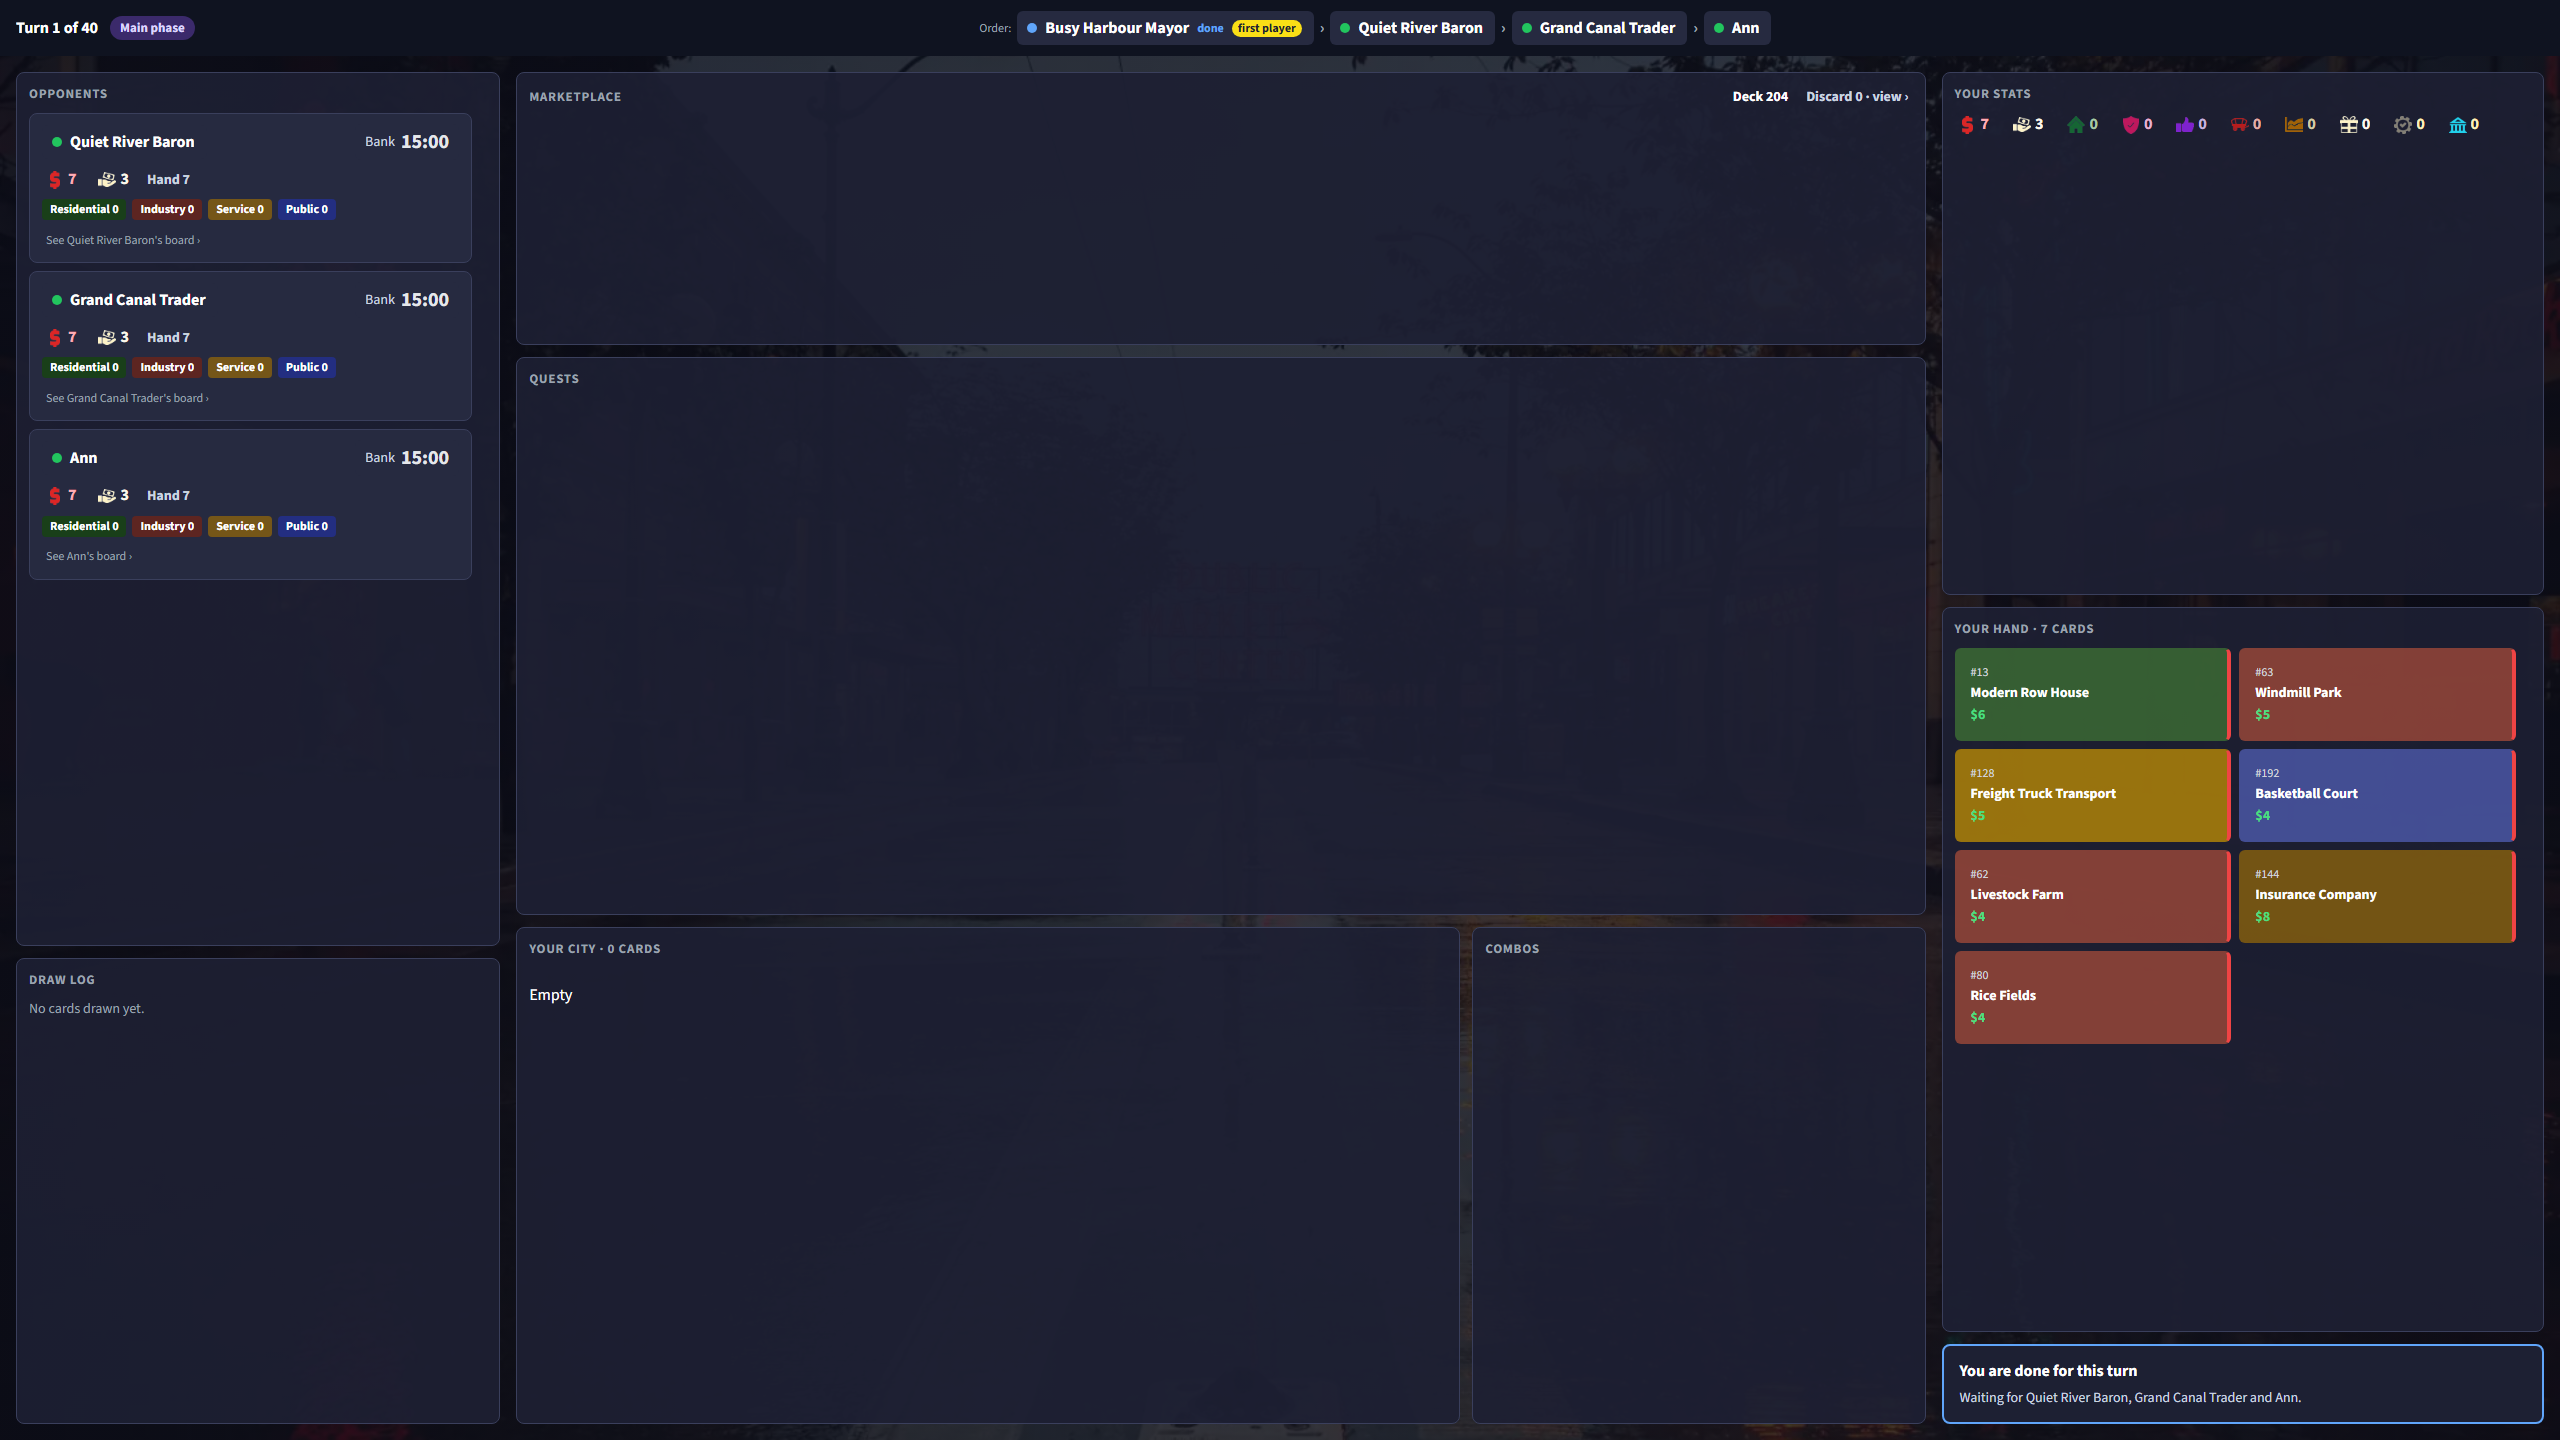 Turn 1 of 40 Main phase
Order: Busy Harbour Mayor done first player › Quiet River Baron › Grand Canal Trader › Ann
OPPONENTS
Quiet River Baron Bank 15:00
7 3 Hand 7
Residential 0 Industry 0 Service 0 Public 0
See Quiet River Baron's board ›
Grand Canal Trader Bank 15:00
7 3 Hand 7
Residential 0 Industry 0 Service 0 Public 0
See Grand Canal Trader's board ›
Ann Bank 15:00
7 3 Hand 7
Residential 0 Industry 0 Service 0 Public 0
See Ann's board ›
DRAW LOG
No cards drawn yet.
MARKETPLACE Deck 204 Discard 0 · view ›
QUESTS
YOUR CITY · 0 CARDS
Empty
COMBOS
YOUR STATS
7 3 0 0 0 0 0 0 0 0
YOUR HAND · 7 CARDS
#13
Modern Row House
$6
#63
Windmill Park
$5
#128
Freight Truck Transport
$5
#192
Basketball Court
$4
#62
Livestock Farm
$4
#144
Insurance Company
$8
#80
Rice Fields
$4
You are done for this turn
Waiting for Quiet River Baron, Grand Canal Trader and Ann.